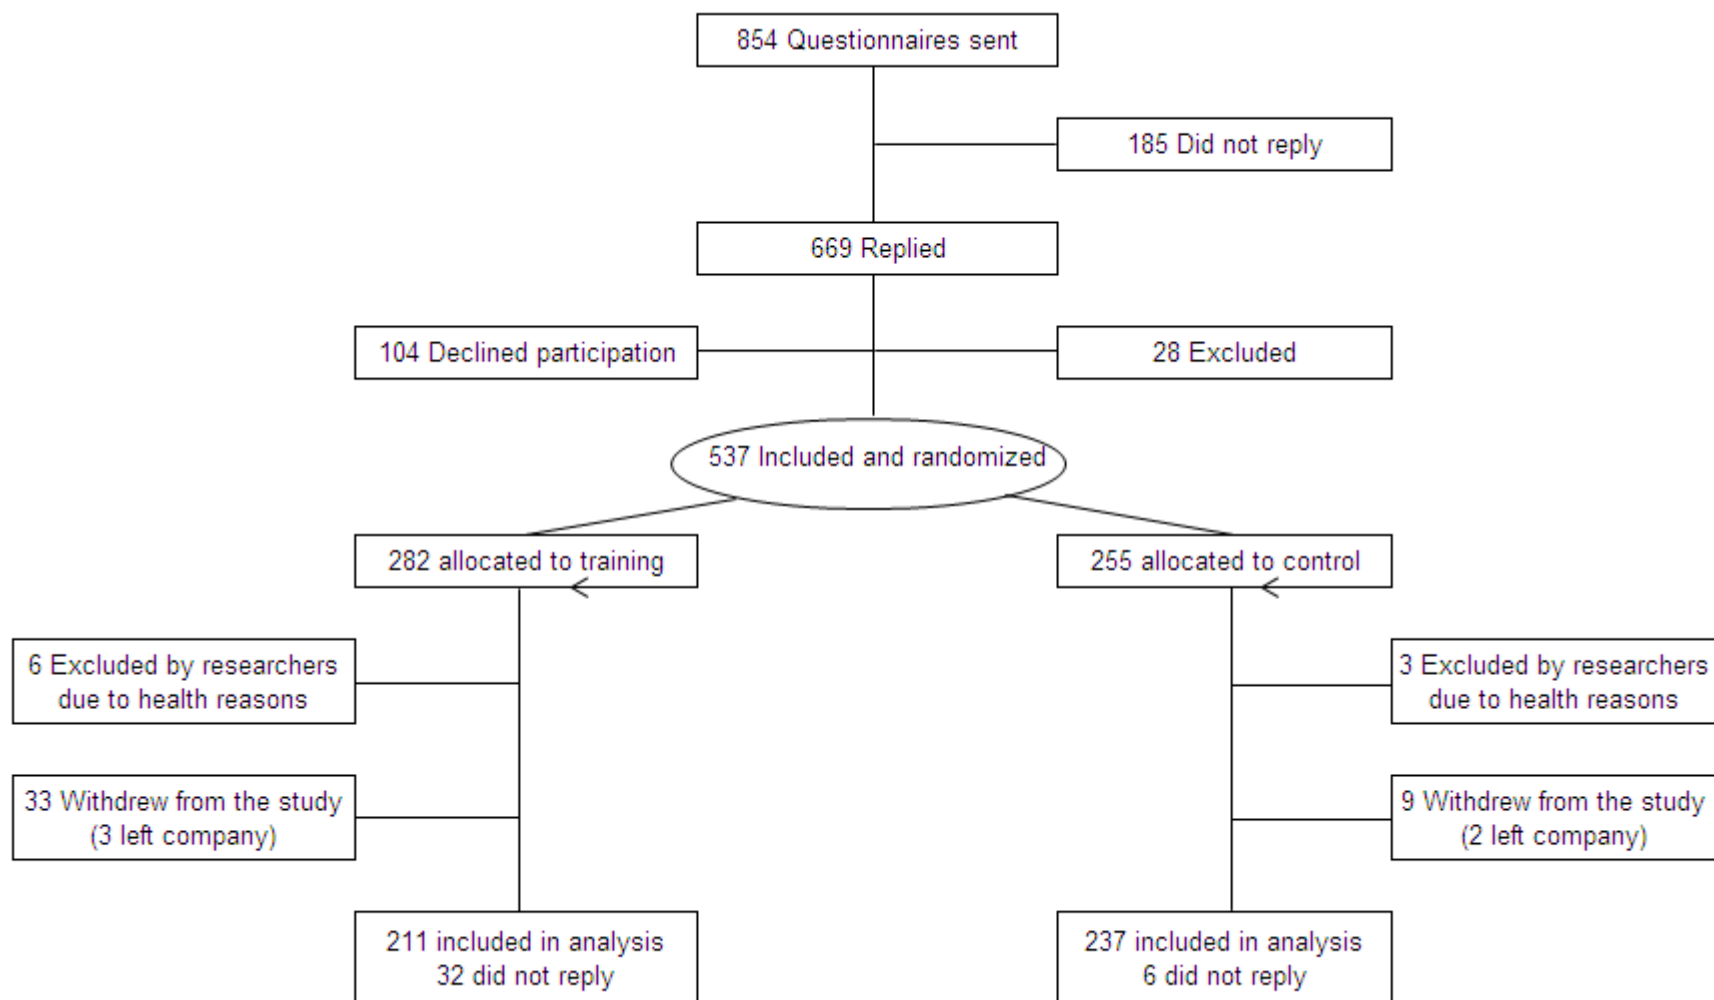 854 Questionnaires sent
185 Did not reply
669 Replied
104 Declined participation
28 Excluded
537 Included and randomized
282 allocated to training
255 allocated to control
6 Excluded by researchers
due to health reasons
3 Excluded by researchers
due to health reasons
33 Withdrew from the study
(3 left company)
9 Withdrew from the study
(2 left company)
211 included in analysis
32 did not reply
237 included in analysis
6 did not reply